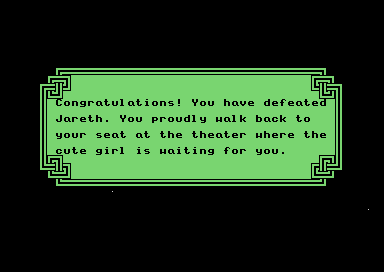 Congratulations! You have defeated
Jareth. You proudly walk back to
your seat at the theater where the
cute girl is waiting for you.